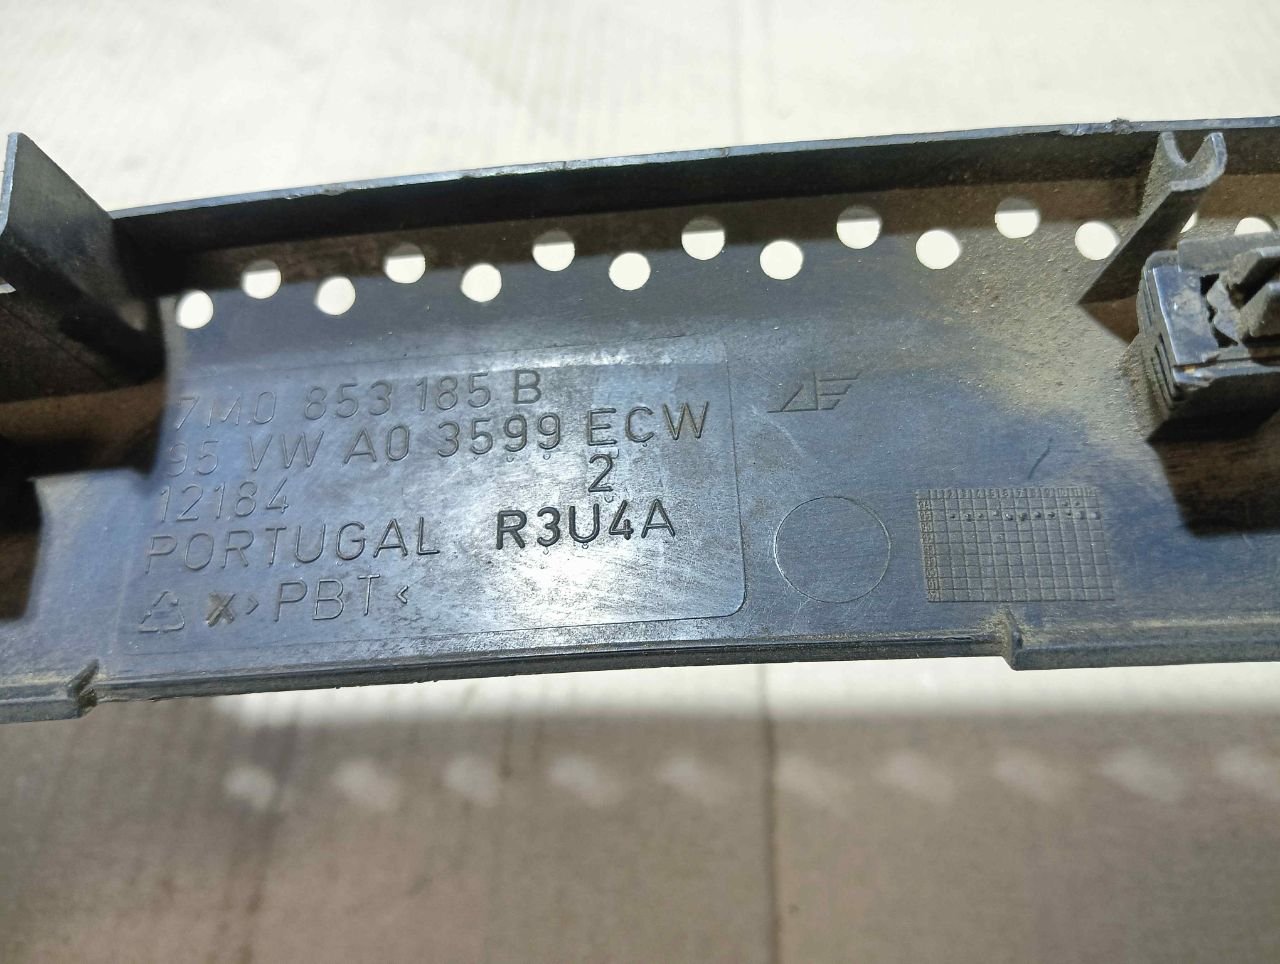 7M0 853 185 B
95 VW A0 3599 ECW
2
12184
PORTUGAL R3U4A
X >PBT<